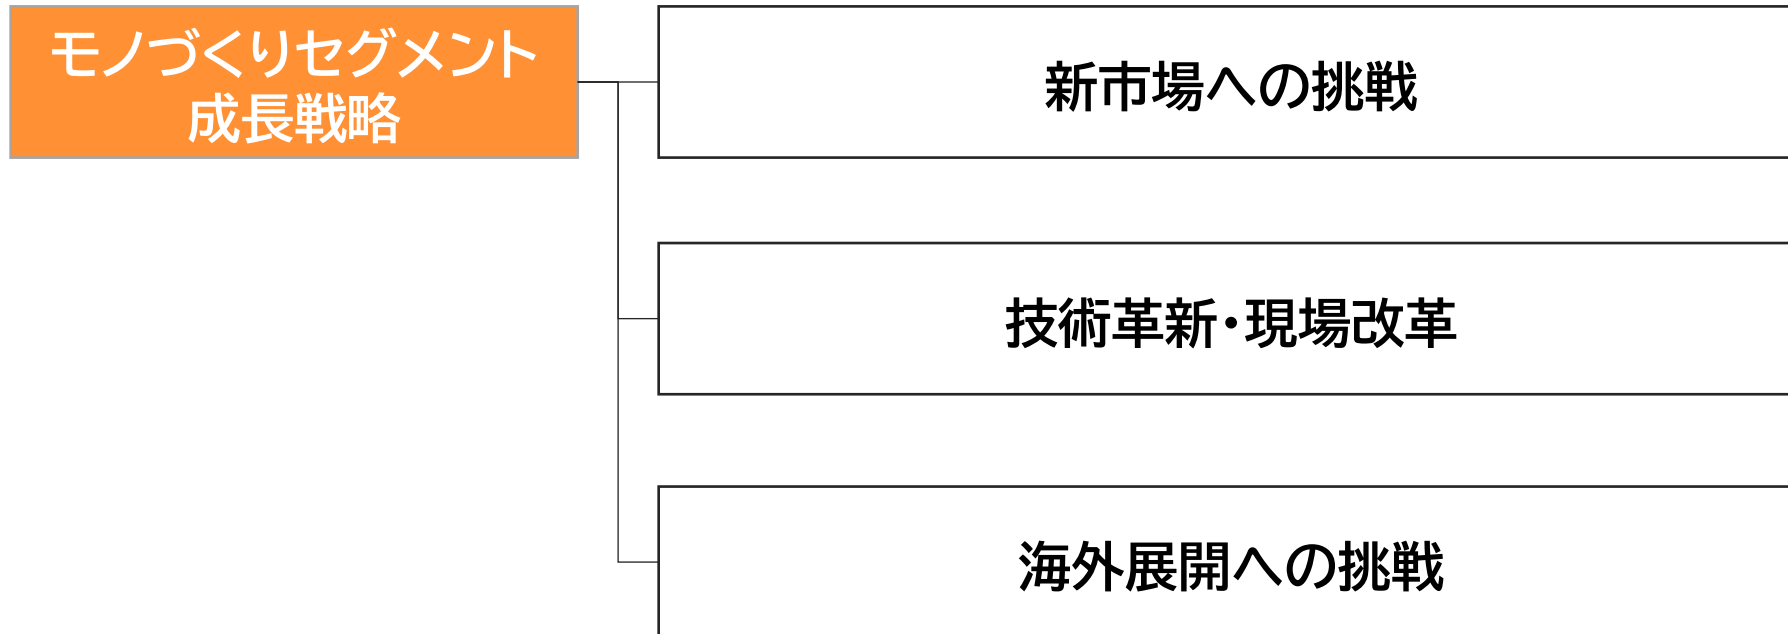 モノづくりセグメント
成長戦略
新市場への挑戦
技術革新・現場改革
海外展開への挑戦